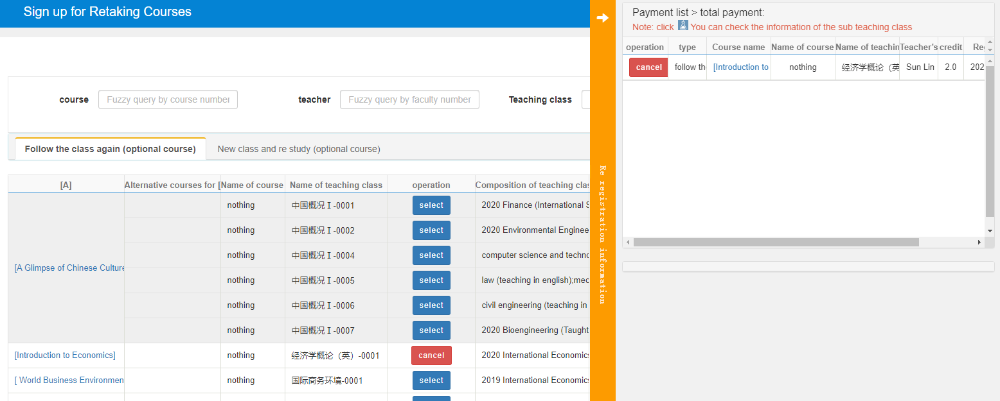 Sign up for Retaking Courses
course Fuzzy query by course number teacher Fuzzy query by faculty number Teaching class
Follow the class again (optional course) New class and re study (optional course)
[A] Alternative courses for [ Name of course Name of teaching class operation Composition of teaching clas
nothing 中国概况Ⅰ-0001 select 2020 Finance (International S
nothing 中国概况Ⅰ-0002 select 2020 Environmental Enginee
nothing 中国概况Ⅰ-0004 select computer science and techno
[A Glimpse of Chinese Culture
nothing 中国概况Ⅰ-0005 select law (teaching in english);mec
nothing 中国概况Ⅰ-0006 select civil engineering (teaching in
nothing 中国概况Ⅰ-0007 select 2020 Bioengineering (Taught
[Introduction to Economics] nothing 经济学概论（英）-0001 cancel 2020 International Economics
[ World Business Environmen nothing 国际商务环境-0001 select 2019 International Economics
Re registration information
Payment list > total payment:
Note: click You can check the information of the sub teaching class
operation type Course name Name of course Name of teachin Teacher's credit Re
cancel follow th [Introduction to nothing 经济学概论（英 Sun Lin 2.0 202